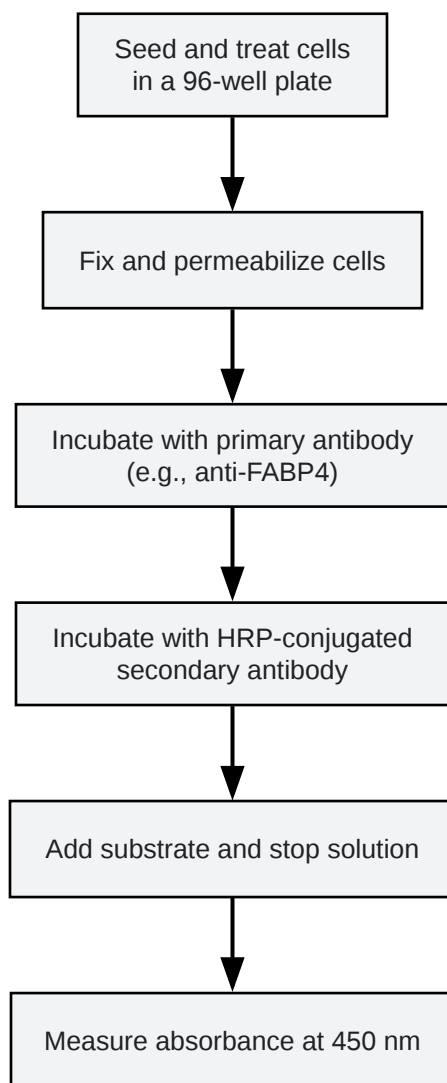 Seed and treat cells
in a 96-well plate
Fix and permeabilize cells
Incubate with primary antibody
(e.g., anti-FABP4)
Incubate with HRP-conjugated
secondary antibody
Add substrate and stop solution
Measure absorbance at 450 nm